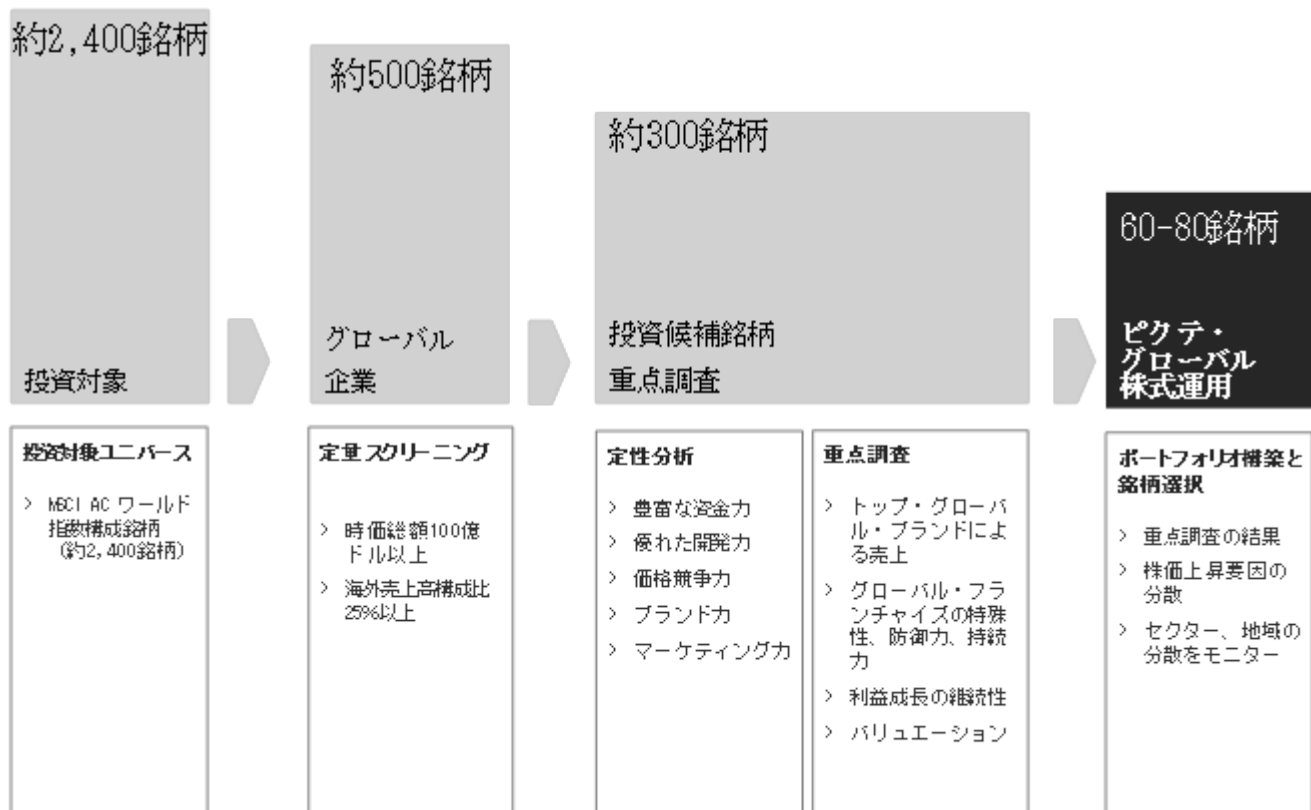 約2,400銘柄
投資対象
約500銘柄
グローバル
企業
約300銘柄
投資候補銘柄
重点調査
60-80銘柄
ピクテ・
グローバル
株式運用
投資対象ユニバース
> MSCI AC ワールド
指数構成銘柄
(約2,400銘柄)
定量スクリーニング
> 時価総額100億
ドル以上
> 海外売上高構成比
25%以上
定性分析
> 豊富な資金力
> 優れた開発力
> 価格競争力
> ブランド力
> マーケティング力
重点調査
> トップ・グローバ
ル・ブランドによ
る売上
> グローバル・フラ
ンチャイズの特殊
性、防御力、持続
力
> 利益成長の継続性
> バリュエーション
ポートフォリオ構築と
銘柄選択
> 重点調査の結果
> 株価上昇要因の
分散
> セクター、地域の
分散をモニター